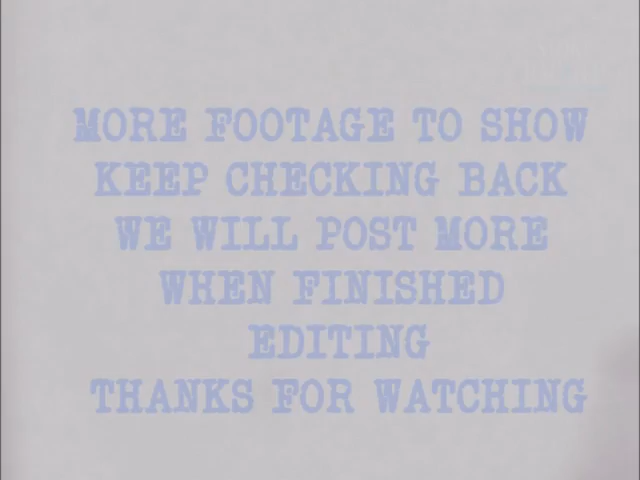 MORE FOOTAGE TO SHOW
KEEP CHECKING BACK
WE WILL POST MORE
WHEN FINISHED
EDITING
THANKS FOR WATCHING